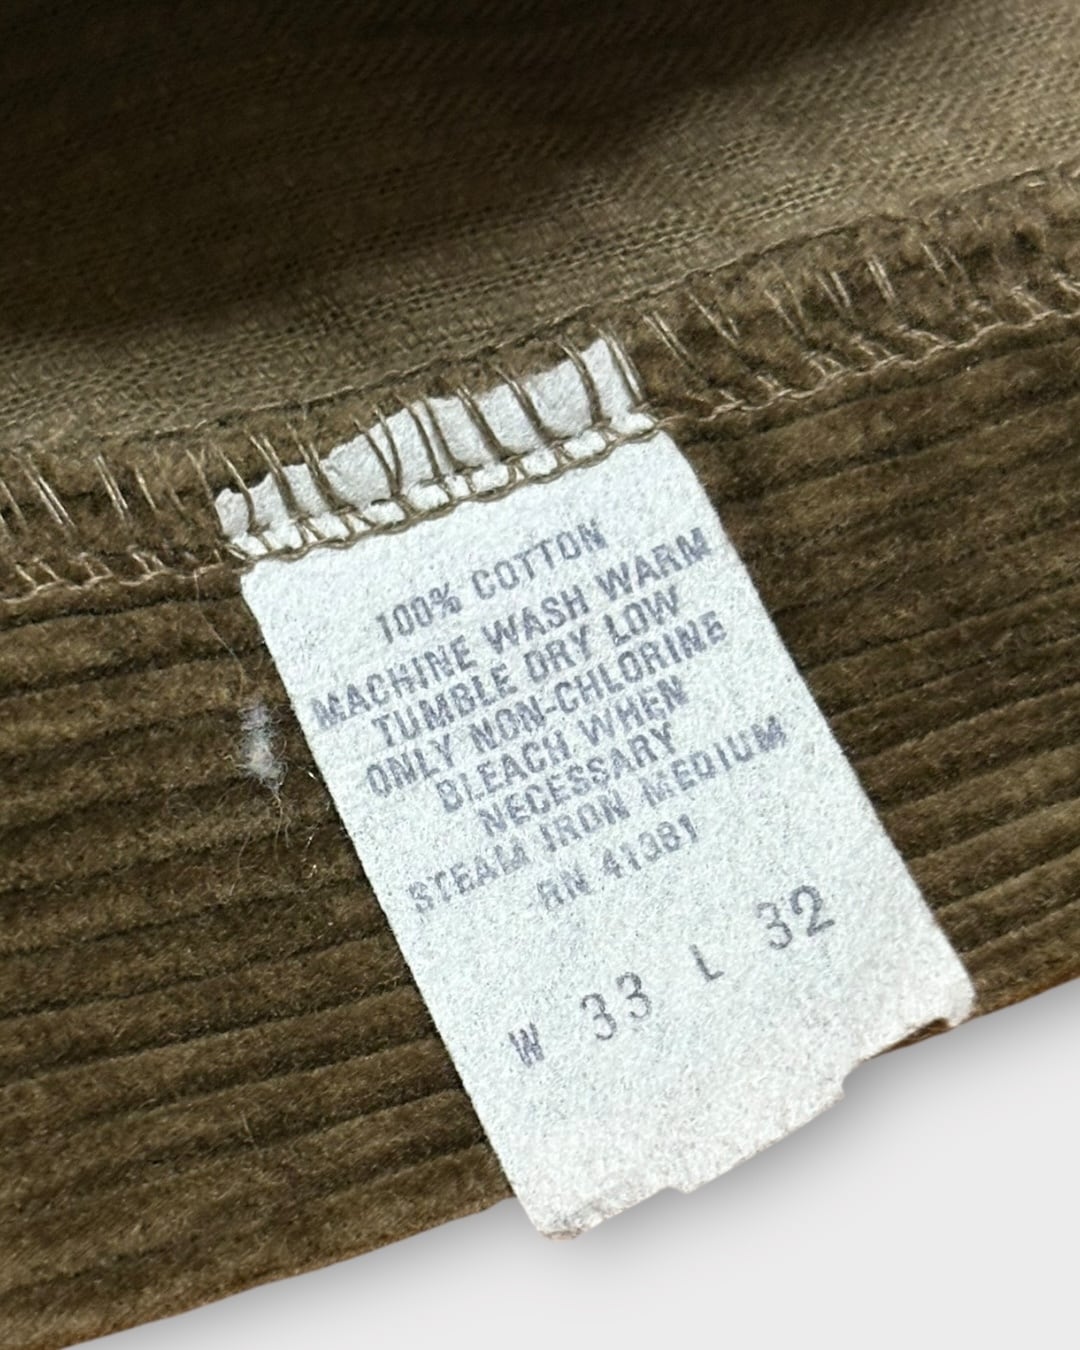 100% COTTON
MACHINE WASH WARM
TUMBLE DRY LOW
ONLY NON-CHLORINE
BLEACH WHEN
NECESSARY
STEAM IRON MEDIUM
RN 41381
W 33 L 32